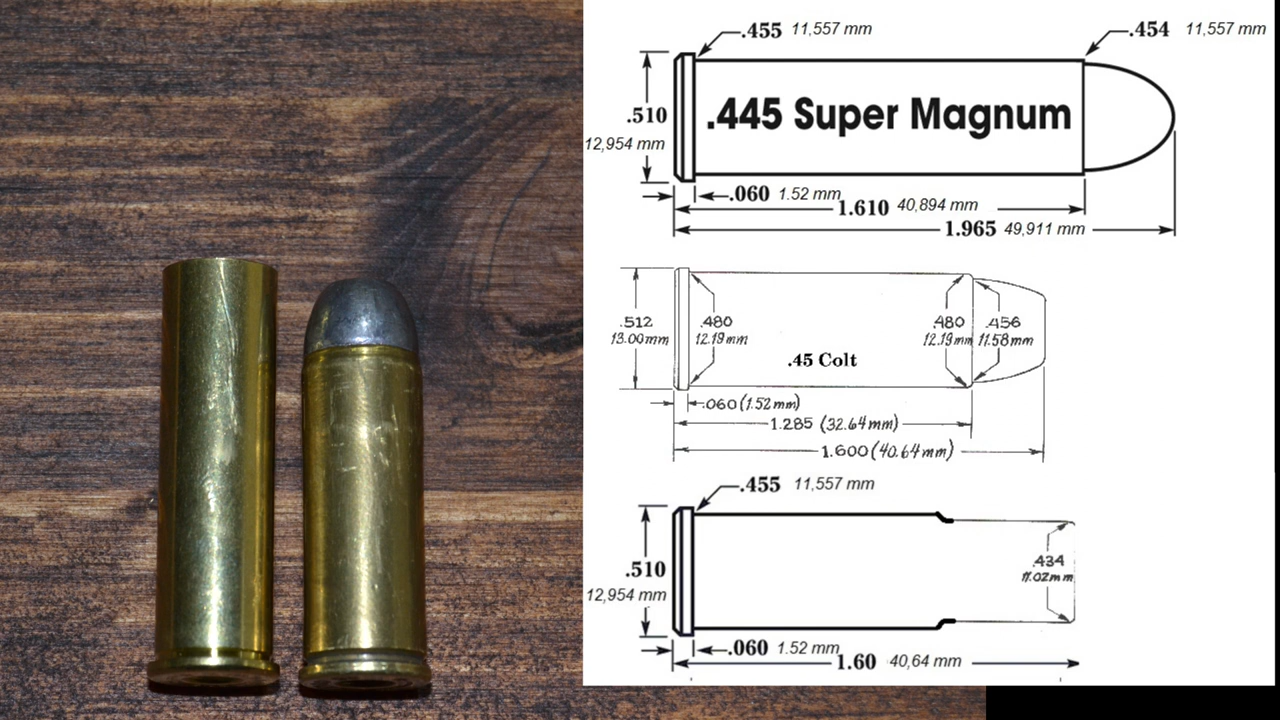 .455 11,557 mm
.454 11,557 mm
.510
12,954 mm
.445 Super Magnum
.060 1.52 mm
1.610 40,894 mm
1.965 49,911 mm
.512
13.00mm
.480
12.19mm
.480
12.19mm
.456
11.58mm
.45 Colt
.060 (1.52mm)
1.285 (32.64mm)
1.600 (40.64mm)
.455 11,557 mm
.510
12,954 mm
.434
11.02mm
.060 1.52 mm
1.60 40,64 mm